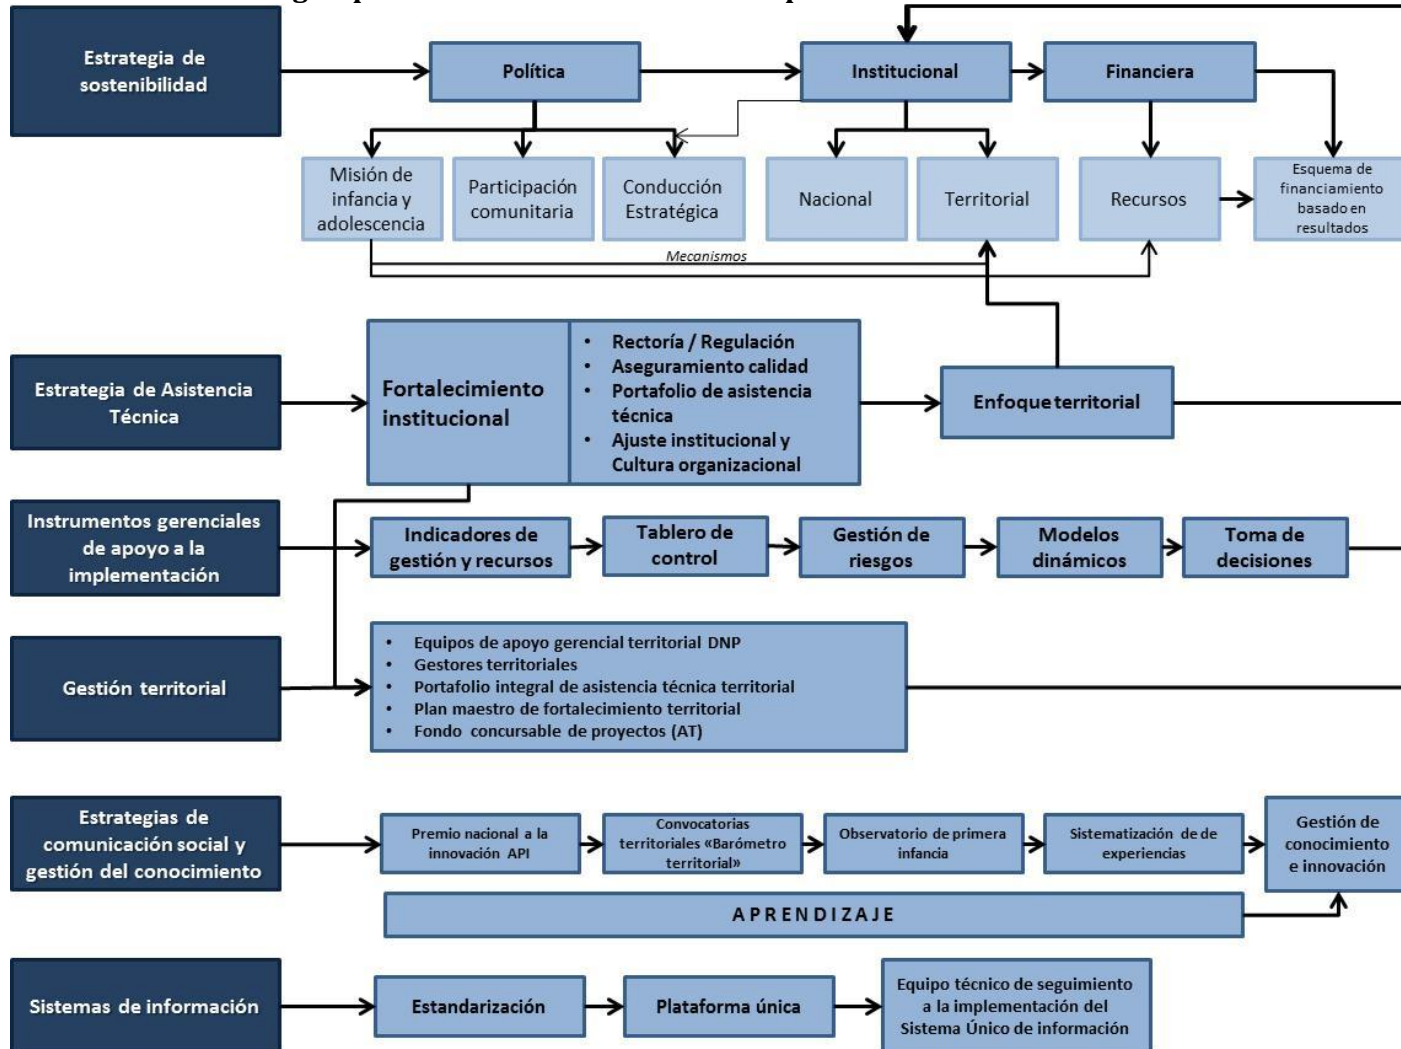 Estrategia de
sostenibilidad
Política
Institucional
Financiera
Misión de
infancia y
adolescencia
Participación
comunitaria
Conducción
Estratégica
Nacional
Territorial
Recursos
Esquema de
financiamiento
basado en
resultados
Mecanismos
Estrategia de Asistencia
Técnica
Fortalecimiento
institucional
• Rectoría / Regulación
• Aseguramiento calidad
• Portafolio de asistencia
técnica
• Ajuste institucional y
Cultura organizacional
Enfoque territorial
Instrumentos gerenciales
de apoyo a la
implementación
Indicadores de
gestión y recursos
Tablero de
control
Gestión de
riesgos
Modelos
dinámicos
Toma de
decisiones
Gestión territorial
• Equipos de apoyo gerencial territorial DNP
• Gestores territoriales
• Portafolio integral de asistencia técnica territorial
• Plan maestro de fortalecimiento territorial
• Fondo concursable de proyectos (AT)
Estrategias de
comunicación social y
gestión del conocimiento
Premio nacional a la
innovación API
Convocatorias
territoriales «Barómetro
territorial»
Observatorio de primera
infancia
Sistematización de de
experiencias
Gestión de
conocimiento
e innovación
A P R E N D I Z A J E
Sistemas de información
Estandarización
Plataforma única
Equipo técnico de seguimiento
a la implementación del
Sistema Único de información